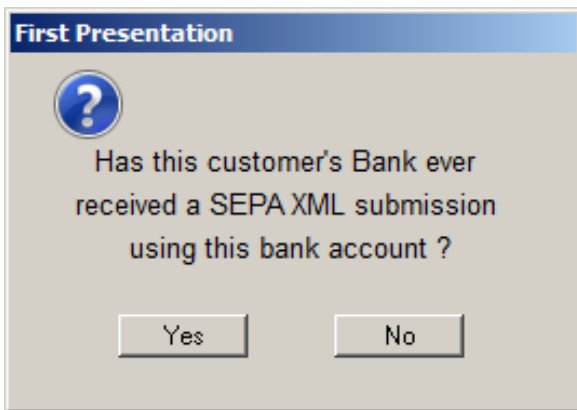 First Presentation
Has this customer's Bank ever
received a SEPA XML submission
using this bank account ?
Yes
No